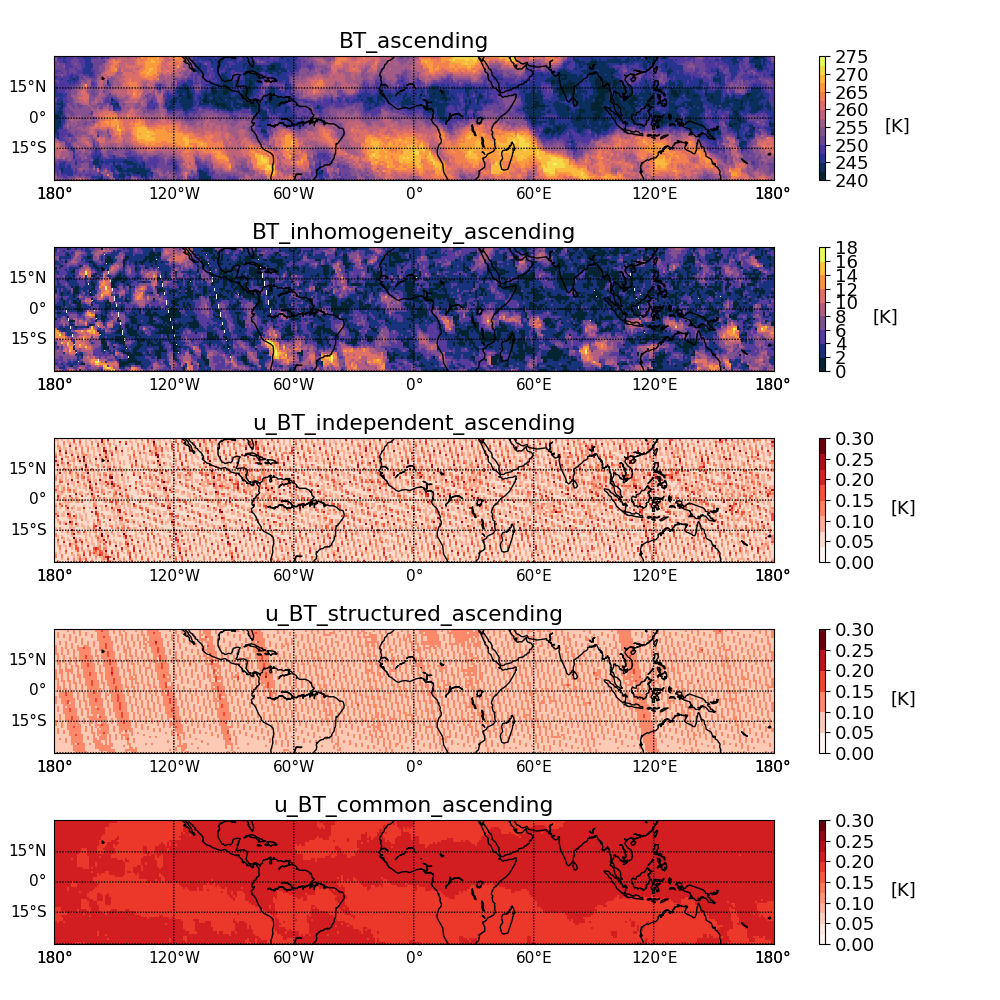 BT_ascending
15°N
0°
15°S
180° 120°W 60°W 0° 60°E 120°E 180°
275
270
265
260
255
250
245
240
[K]
BT_inhomogeneity_ascending
15°N
0°
15°S
180° 120°W 60°W 0° 60°E 120°E 180°
18
16
14
12
10
8
6
4
2
0
[K]
u_BT_independent_ascending
15°N
0°
15°S
180° 120°W 60°W 0° 60°E 120°E 180°
0.30
0.25
0.20
0.15
0.10
0.05
0.00
[K]
u_BT_structured_ascending
15°N
0°
15°S
180° 120°W 60°W 0° 60°E 120°E 180°
0.30
0.25
0.20
0.15
0.10
0.05
0.00
[K]
u_BT_common_ascending
15°N
0°
15°S
180° 120°W 60°W 0° 60°E 120°E 180°
0.30
0.25
0.20
0.15
0.10
0.05
0.00
[K]